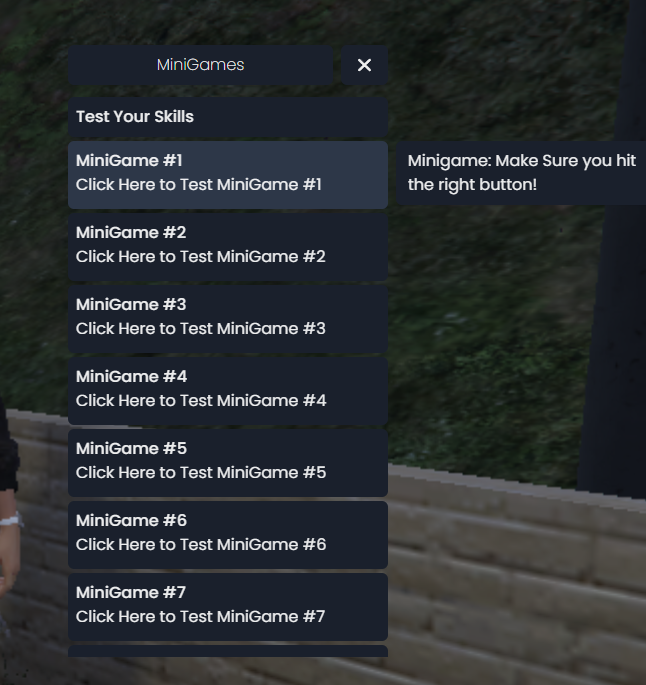 MiniGames
Test Your Skills
MiniGame #1
Click Here to Test MiniGame #1
Minigame: Make Sure you hit
the right button!
MiniGame #2
Click Here to Test MiniGame #2
MiniGame #3
Click Here to Test MiniGame #3
MiniGame #4
Click Here to Test MiniGame #4
MiniGame #5
Click Here to Test MiniGame #5
MiniGame #6
Click Here to Test MiniGame #6
MiniGame #7
Click Here to Test MiniGame #7